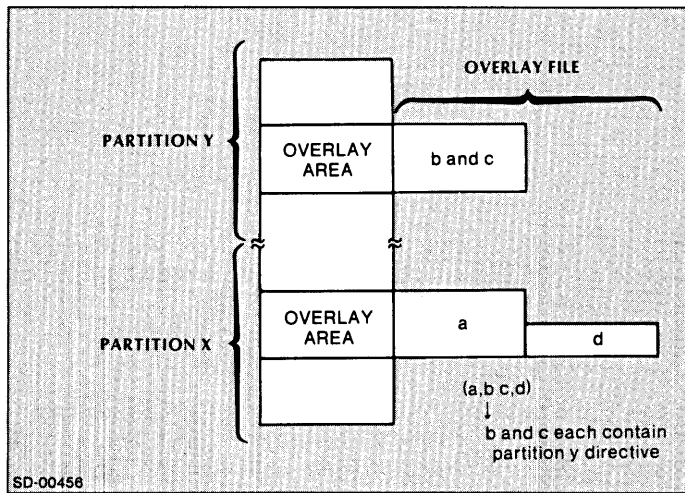 OVERLAY FILE
PARTITION Y
OVERLAY
AREA
b and c
PARTITION X
OVERLAY
AREA
a
d
(a,b c,d)
b and c each contain
partition y directive
SD-00456